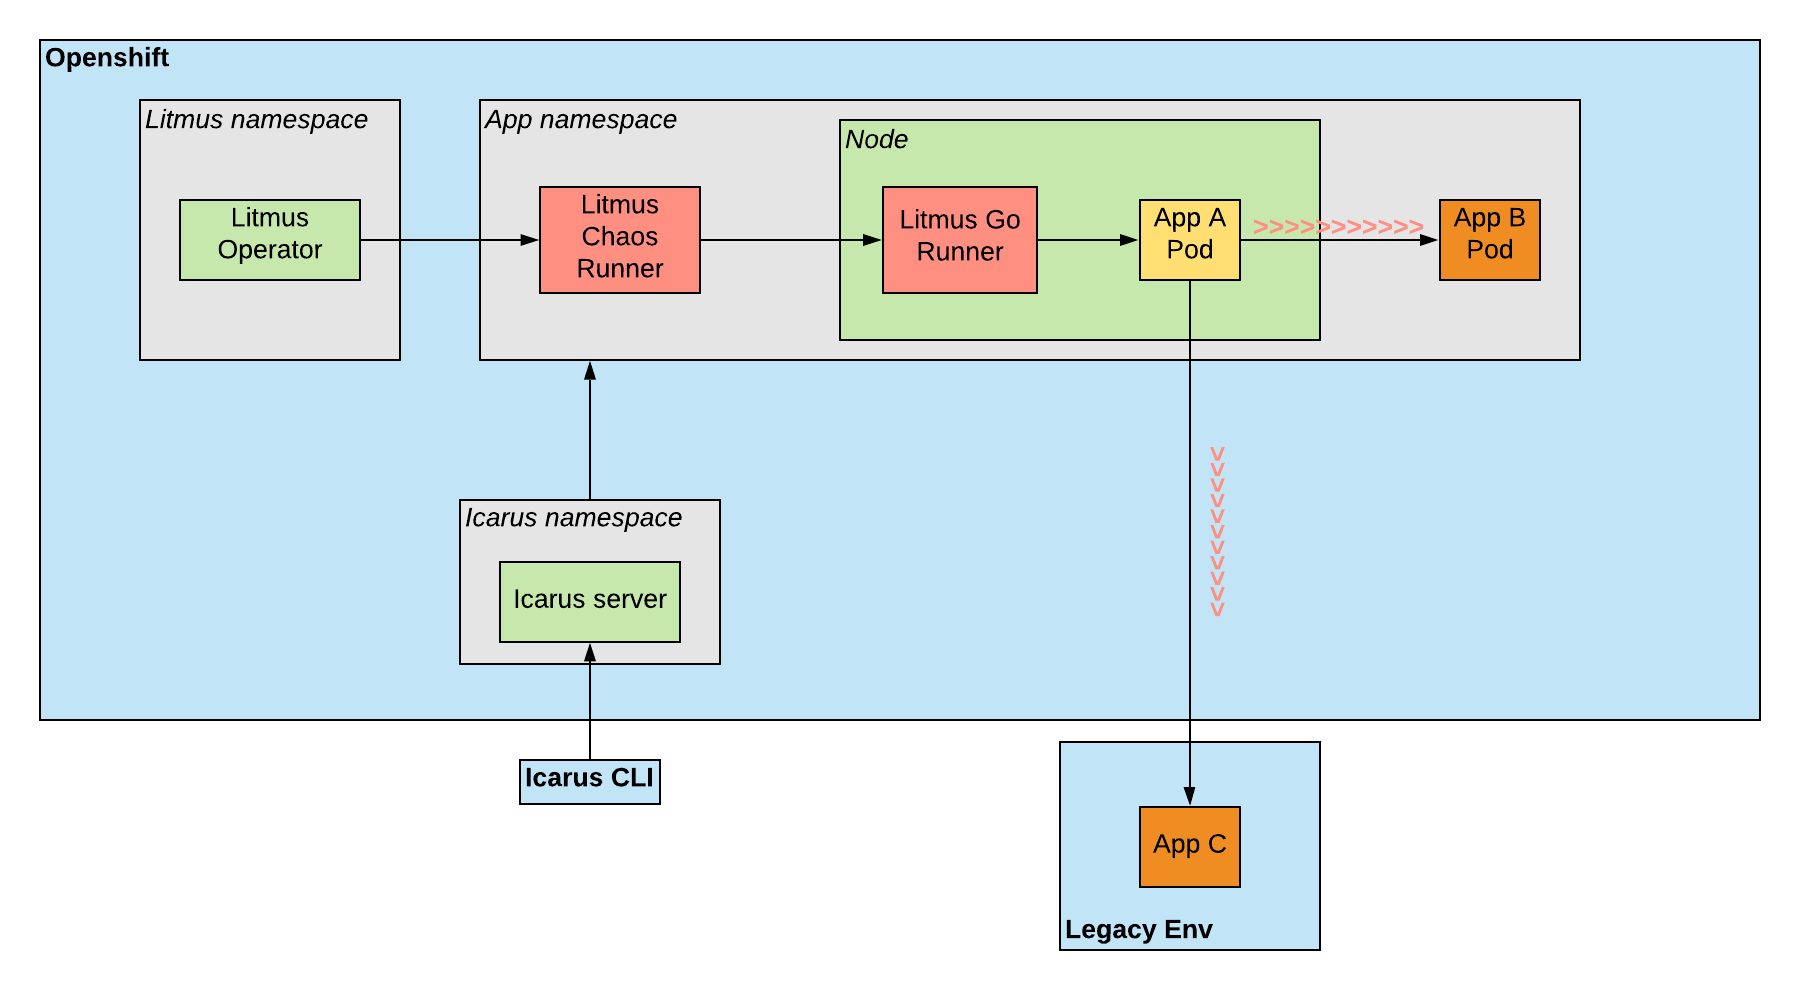 Openshift
Litmus namespace
Litmus
Operator
App namespace
Litmus
Chaos
Runner
Node
Litmus Go
Runner
App A
Pod
>>>>>>>>>>>
App B
Pod
>>>>>>>>>>>
Icarus namespace
Icarus server
Icarus CLI
App C
Legacy Env